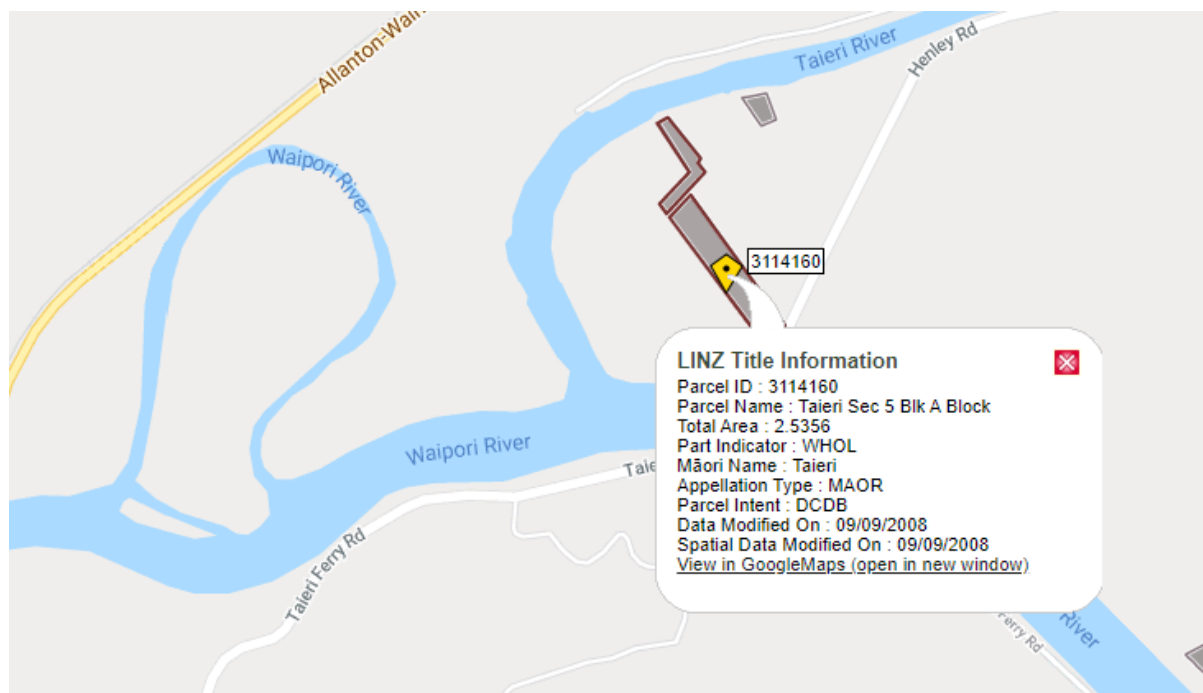 Allanton-Wain
Taieri River
Henley Rd
Waipori River
3114160
LINZ Title Information
Parcel ID : 3114160
Parcel Name : Taieri Sec 5 Blk A Block
Total Area : 2.5356
Part Indicator : WHOL
Māori Name : Taieri
Appellation Type : MAOR
Parcel Intent : DCDB
Data Modified On : 09/09/2008
Spatial Data Modified On : 09/09/2008
View in GoogleMaps (open in new window)
Waipori River
Taie
Taieri Ferry Rd
River
Ferry Rd